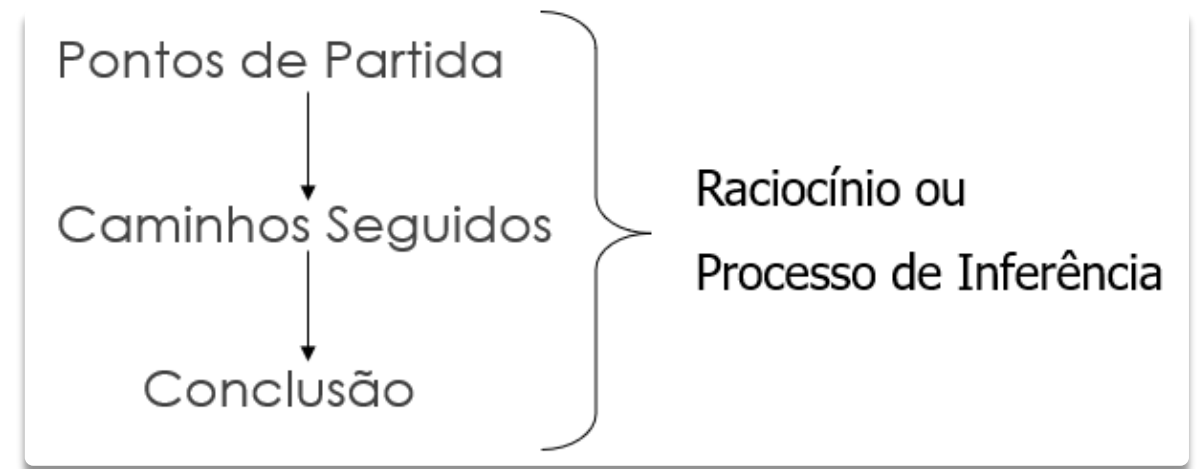 Pontos de Partida
Caminhos Seguidos
Conclusão
Raciocínio ou
Processo de Inferência